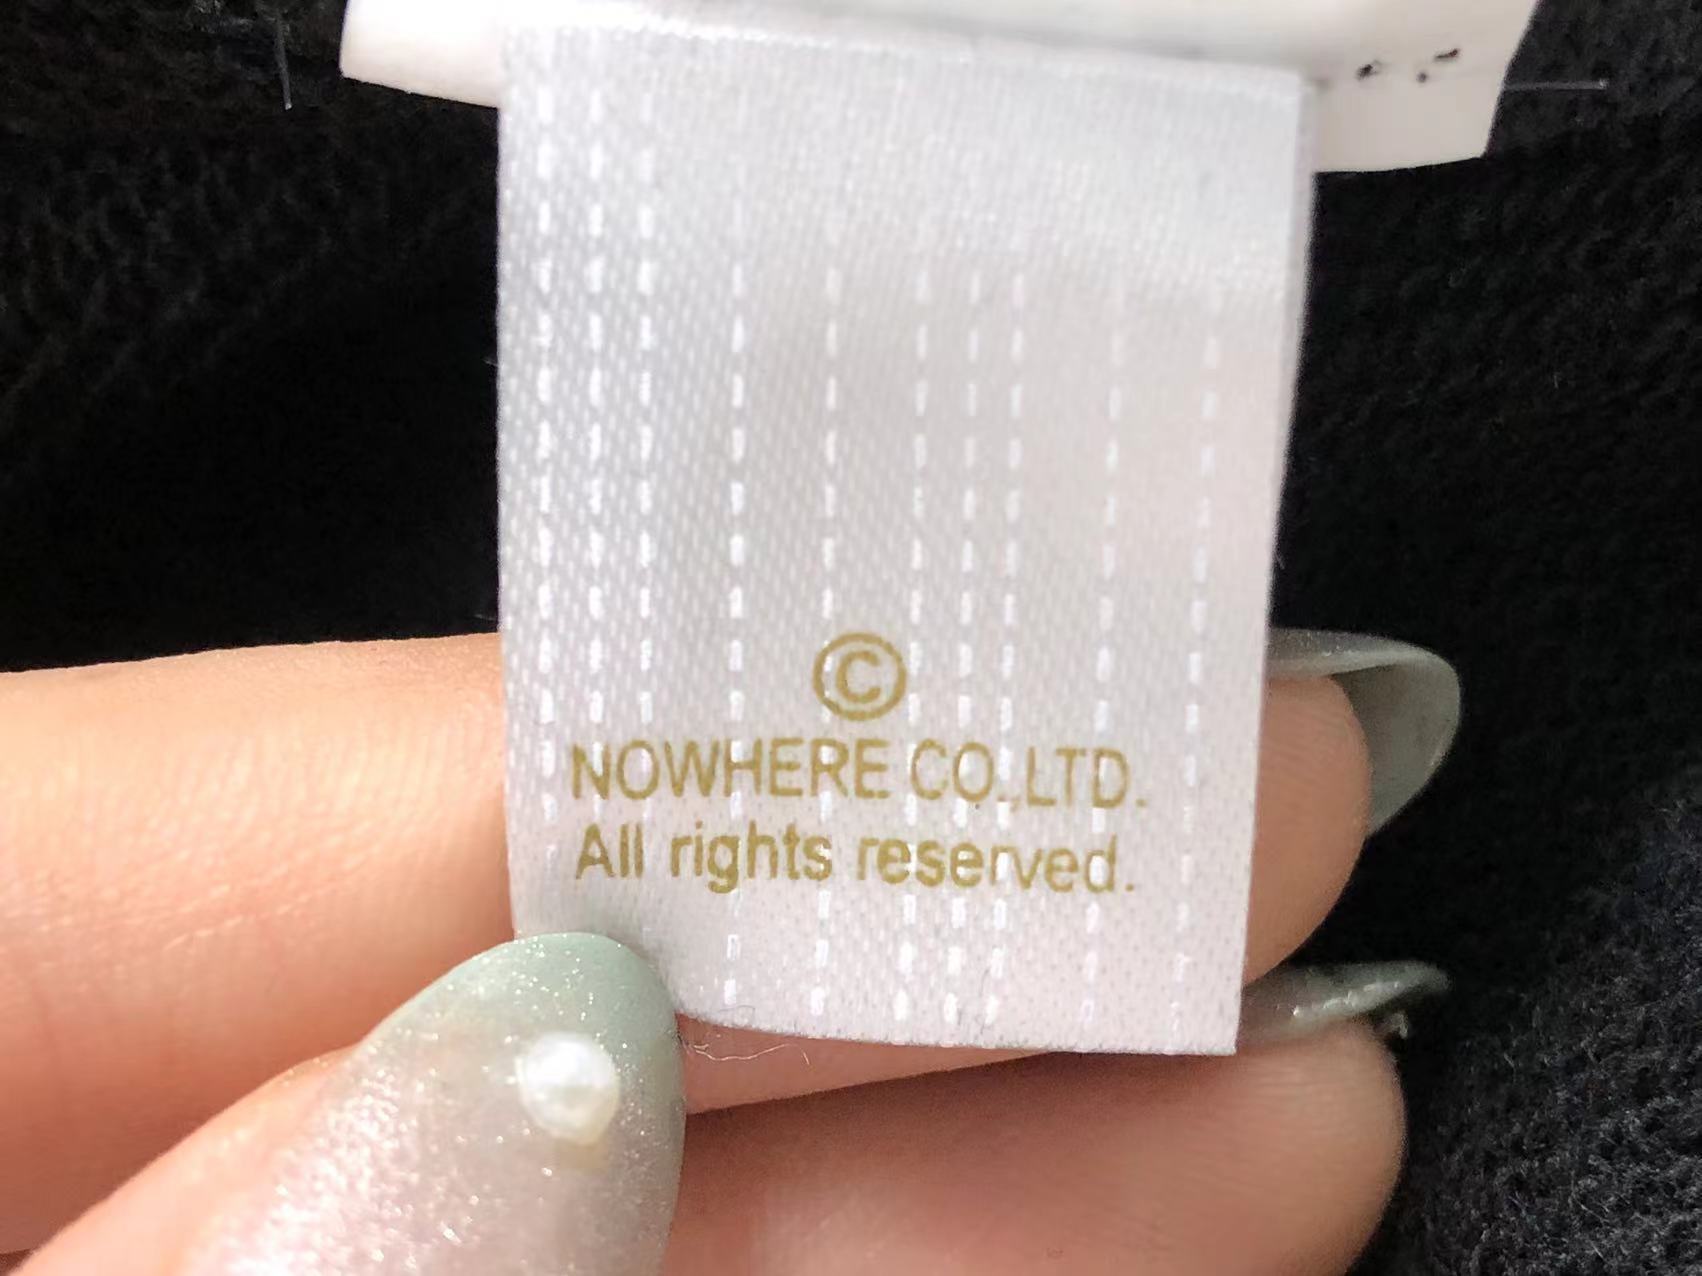 ©
NOWHERE CO.,LTD.
All rights reserved.